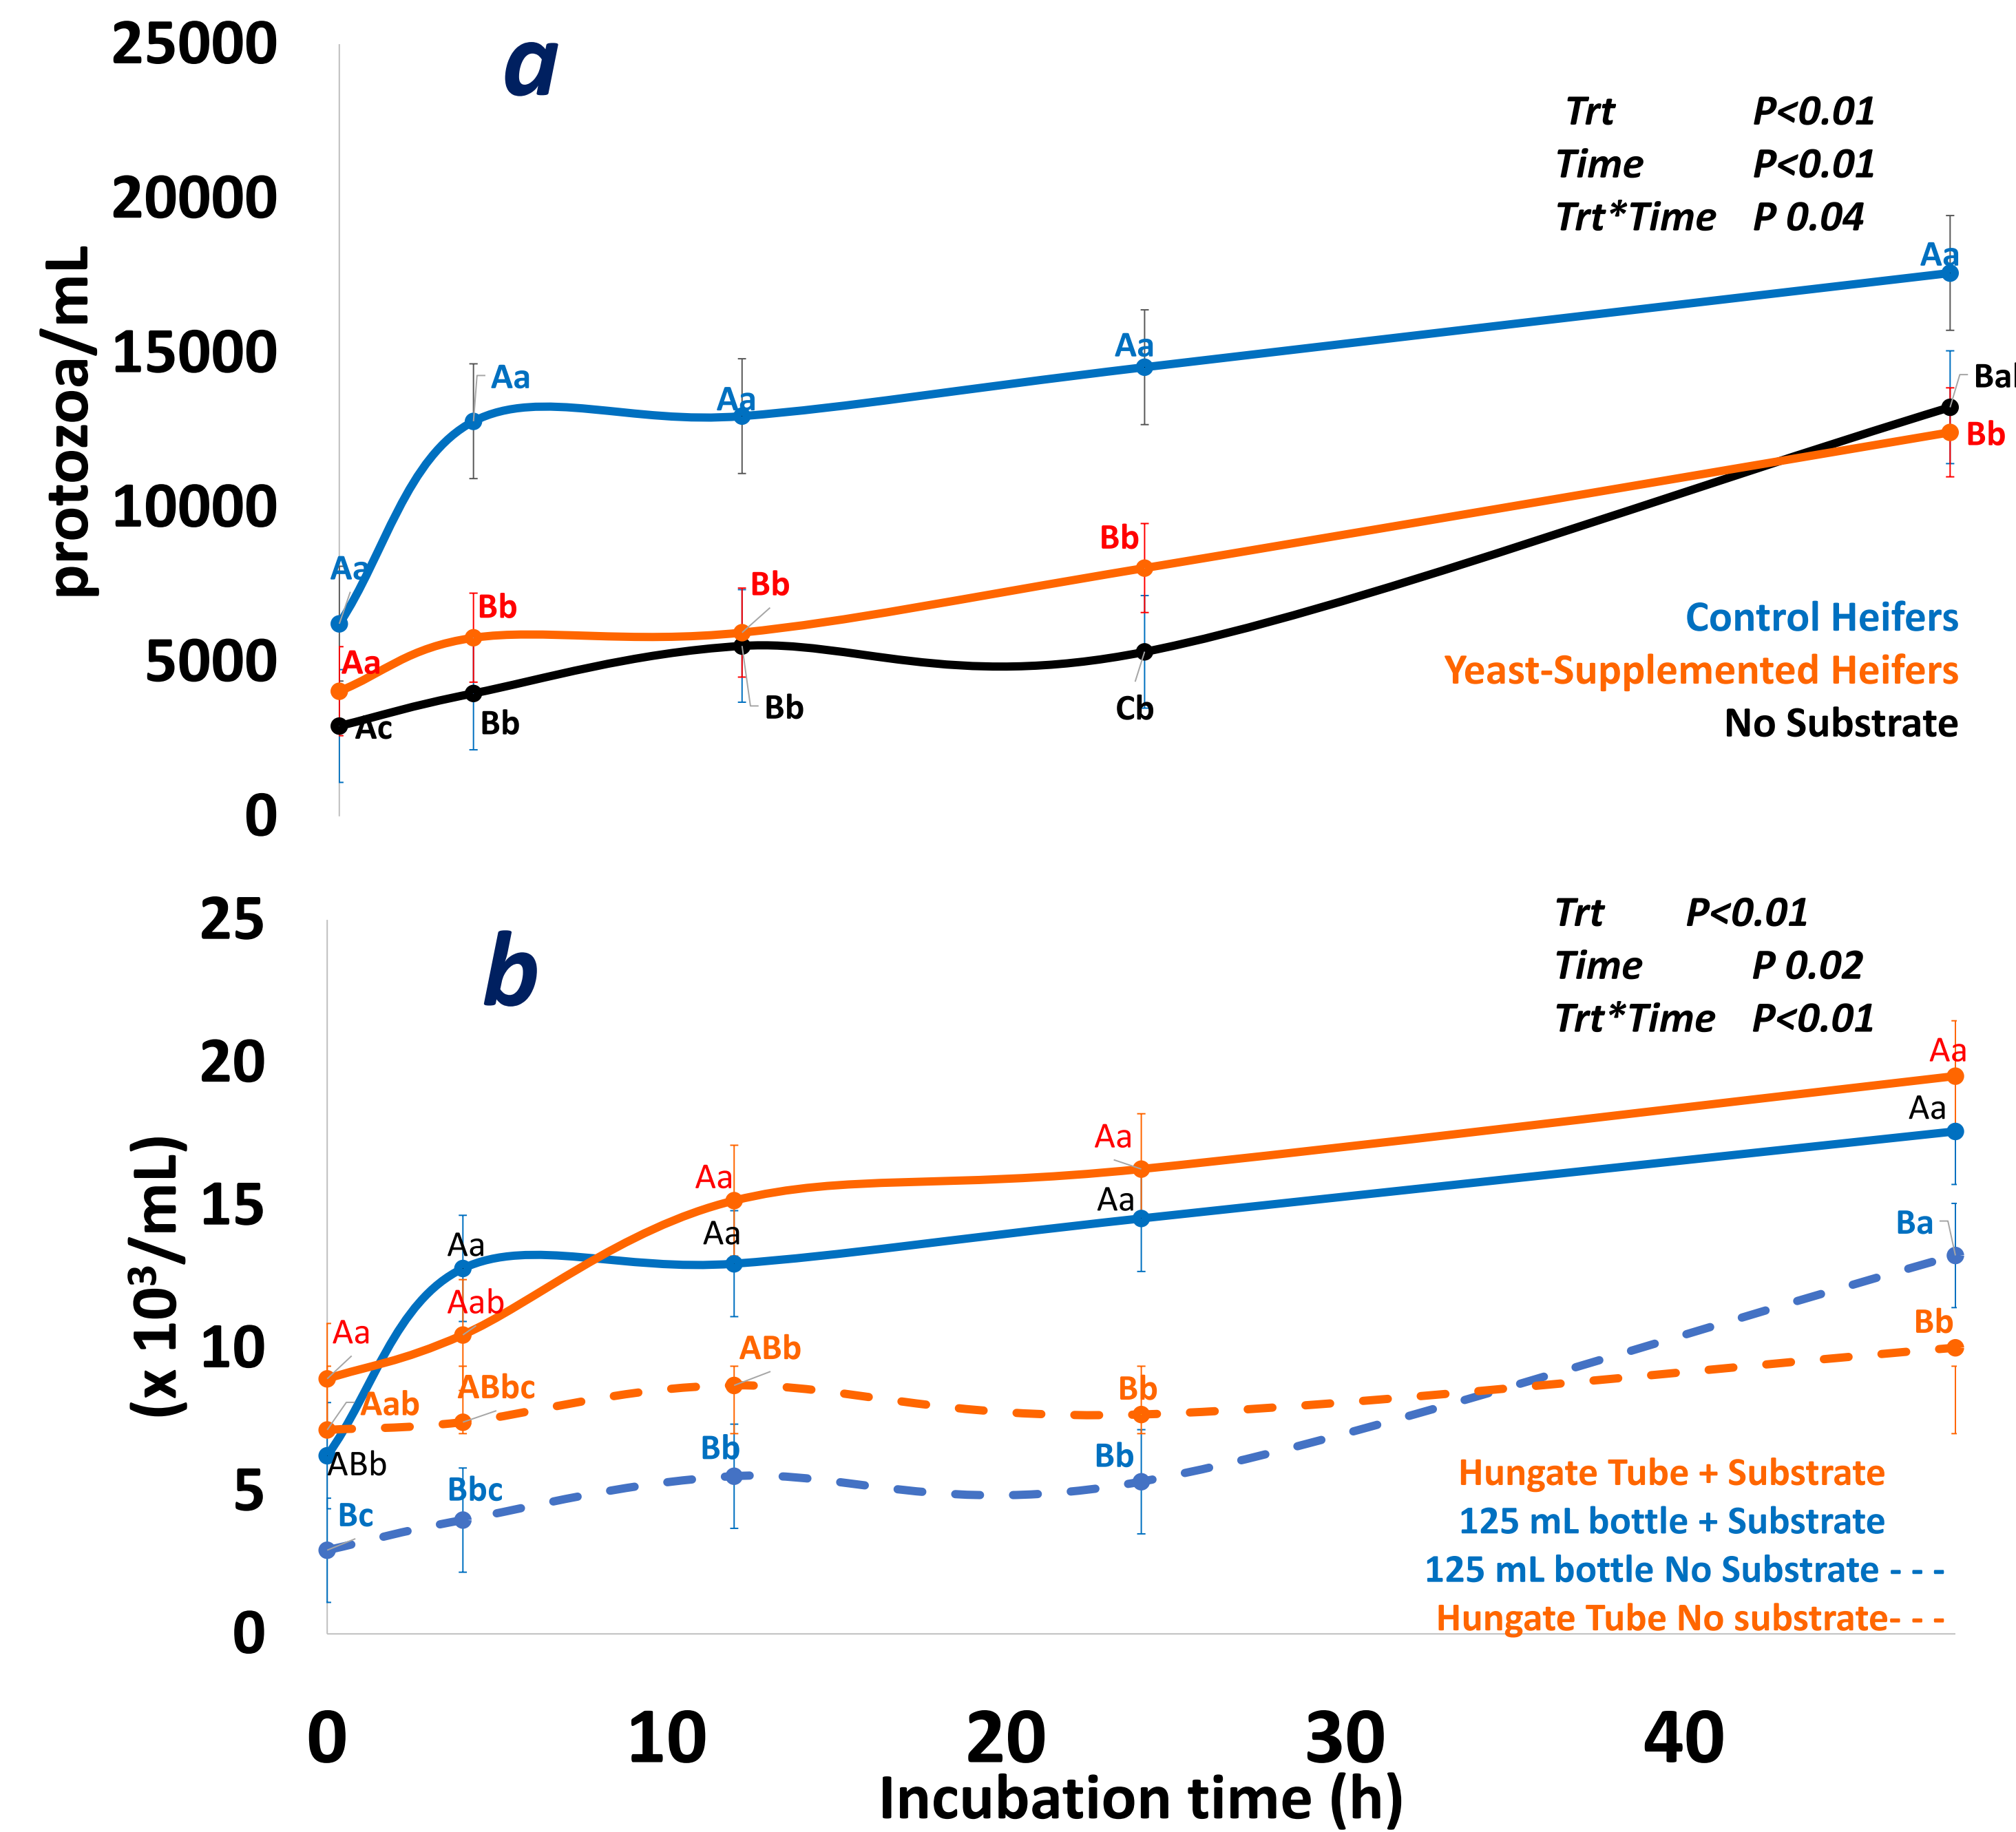 25000
a
Trt P<0.01
Time P<0.01
Trt*Time P 0.04
20000
15000
10000
5000
0
protozoa/mL
Aa
Aa
Aa
Aa
Aa
Aa
Bb
Bb
Bb
Bb
Ac
Bb
Bb
Cb
Control Heifers
Yeast-Supplemented Heifers
No Substrate
25
b
Trt P<0.01
Time P 0.02
Trt*Time P<0.01
20
15
10
5
0
(x 10³/mL)
Aa
Aab
Aa
Aa
Aa
ABb
Aa
Aa
Aa
Aa
Aab
ABbc
ABb
Bb
Bb
Bc
Bbc
Bb
Bb
Ba
Hungate Tube + Substrate
125 mL bottle + Substrate
125 mL bottle No Substrate - - -
Hungate Tube No substrate- - -
0 10 20 30 40
Incubation time (h)